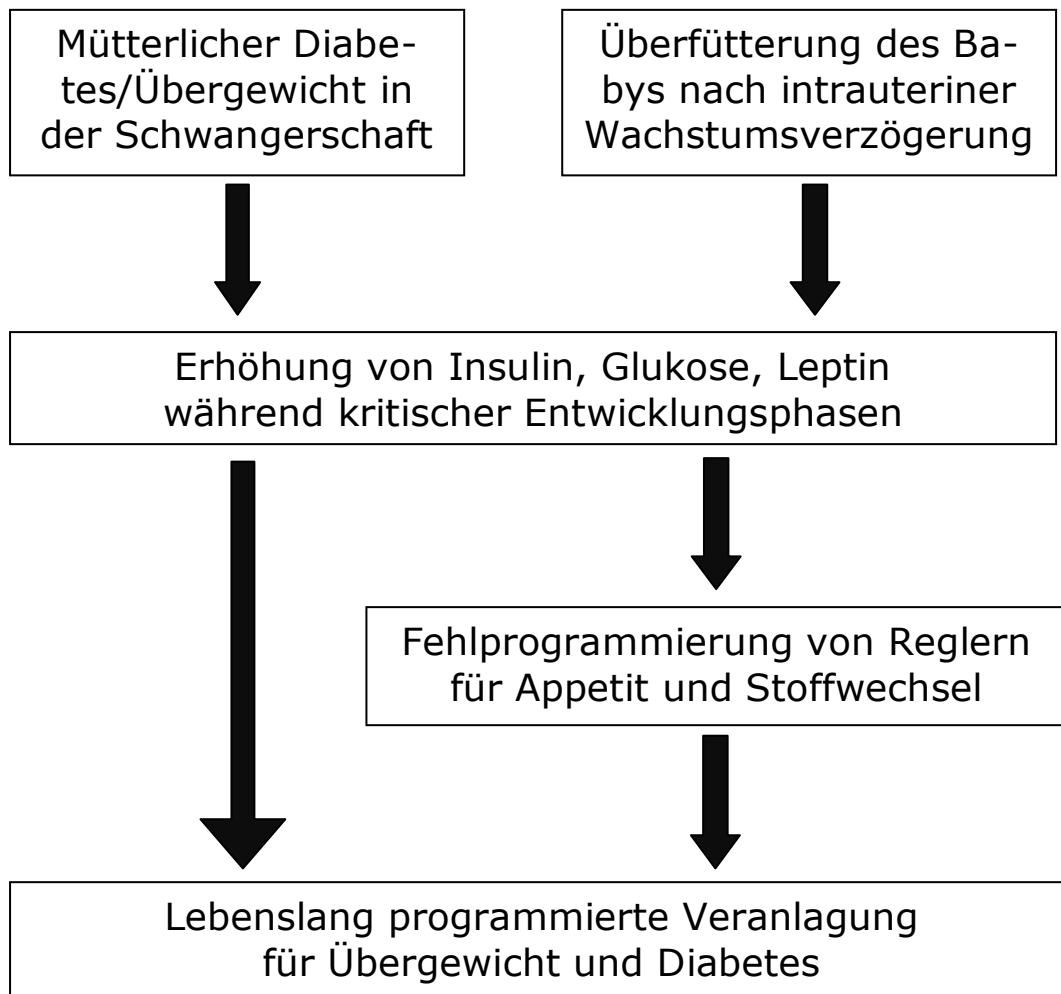 Mütterlicher Diabe-
tes/Übergewicht in
der Schwangerschaft
Überfütterung des Ba-
bys nach intrauteriner
Wachstumsverzögerung
Erhöhung von Insulin, Glukose, Leptin
während kritischer Entwicklungsphasen
Fehlprogrammierung von Reglern
für Appetit und Stoffwechsel
Lebenslang programmierte Veranlagung
für Übergewicht und Diabetes